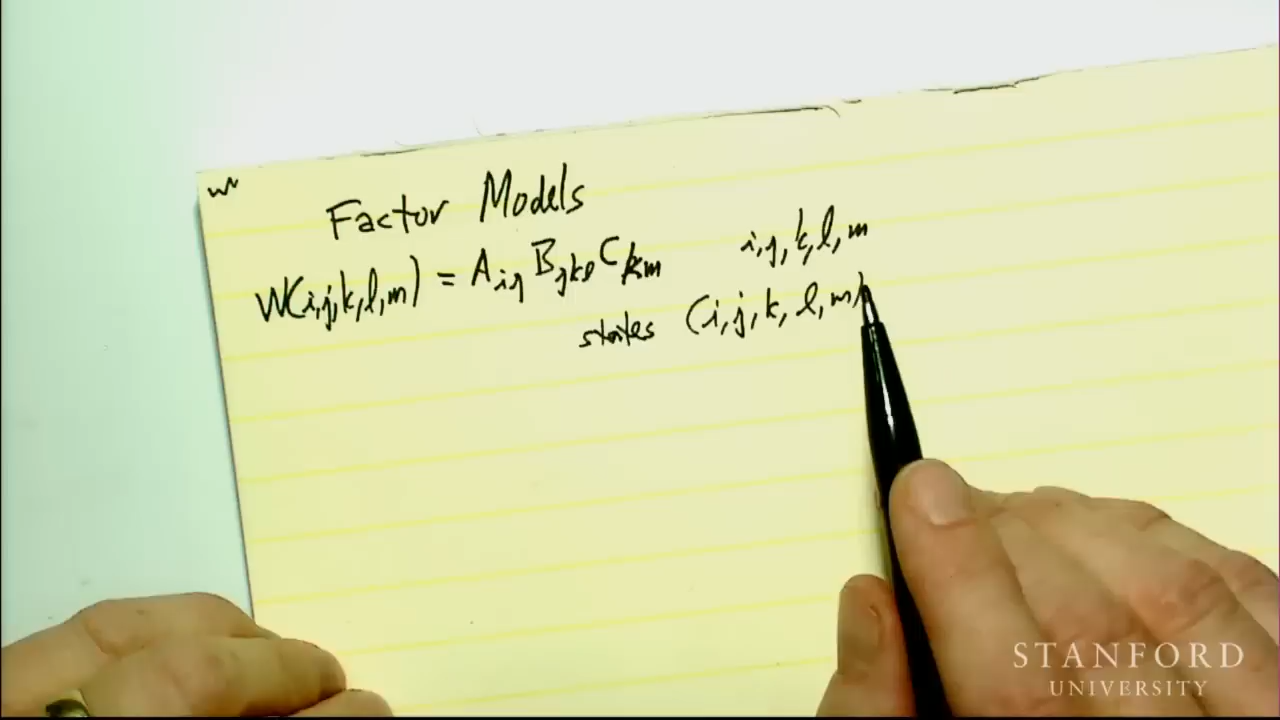 Factor Models
W(i,j,k,l,m) = A_ij B_jkl C_km
i,j,k,l,m
states (i,j,k,l,m)
STANFORD
UNIVERSITY